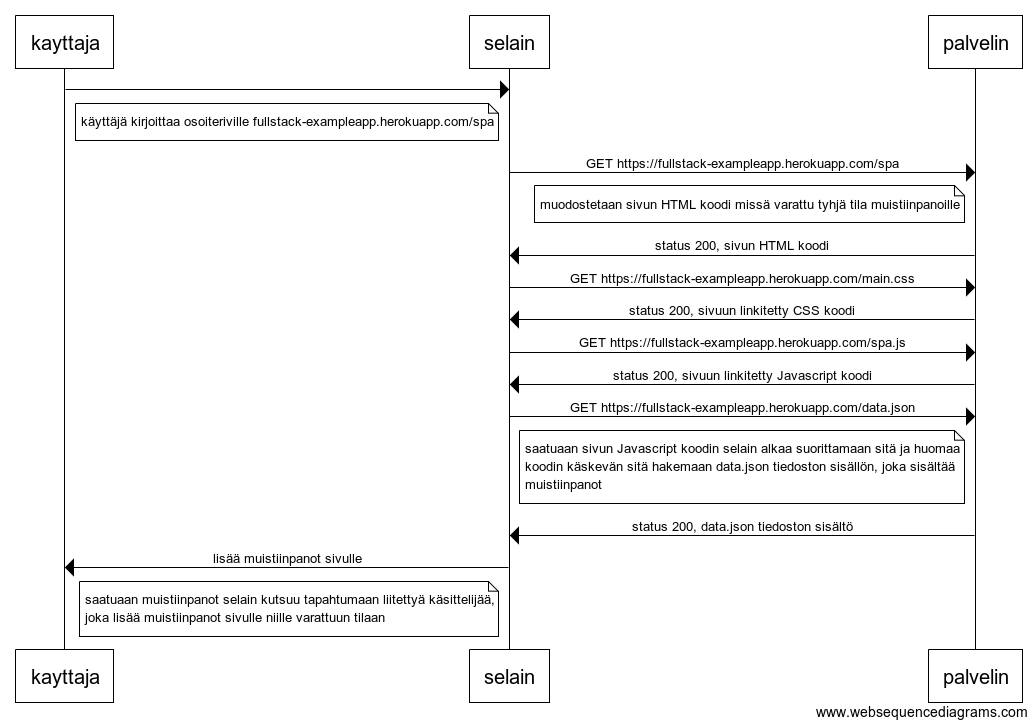 kayttaja
selain
palvelin
käyttäjä kirjoittaa osoiteriville fullstack-exampleapp.herokuapp.com/spa
GET https://fullstack-exampleapp.herokuapp.com/spa
muodostetaan sivun HTML koodi missä varattu tyhjä tila muistiinpanoille
status 200, sivun HTML koodi
GET https://fullstack-exampleapp.herokuapp.com/main.css
status 200, sivuun linkitetty CSS koodi
GET https://fullstack-exampleapp.herokuapp.com/spa.js
status 200, sivuun linkitetty Javascript koodi
GET https://fullstack-exampleapp.herokuapp.com/data.json
saatuaan sivun Javascript koodin selain alkaa suorittamaan sitä ja huomaa
koodin käskevän sitä hakemaan data.json tiedoston sisällön, joka sisältää
muistiinpanot
status 200, data.json tiedoston sisältö
lisää muistiinpanot sivulle
saatuaan muistiinpanot selain kutsuu tapahtumaan liitettyä käsittelijää,
joka lisää muistiinpanot sivulle niille varattuun tilaan
kayttaja
selain
palvelin
www.websequencediagrams.com